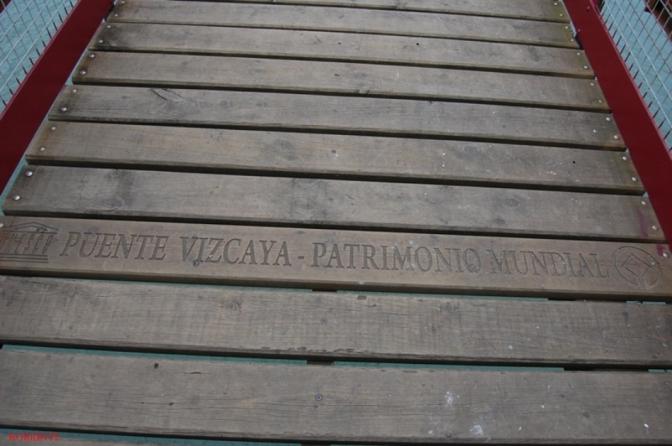 PUENTE VIZCAYA - PATRIMONIO MUNDIAL